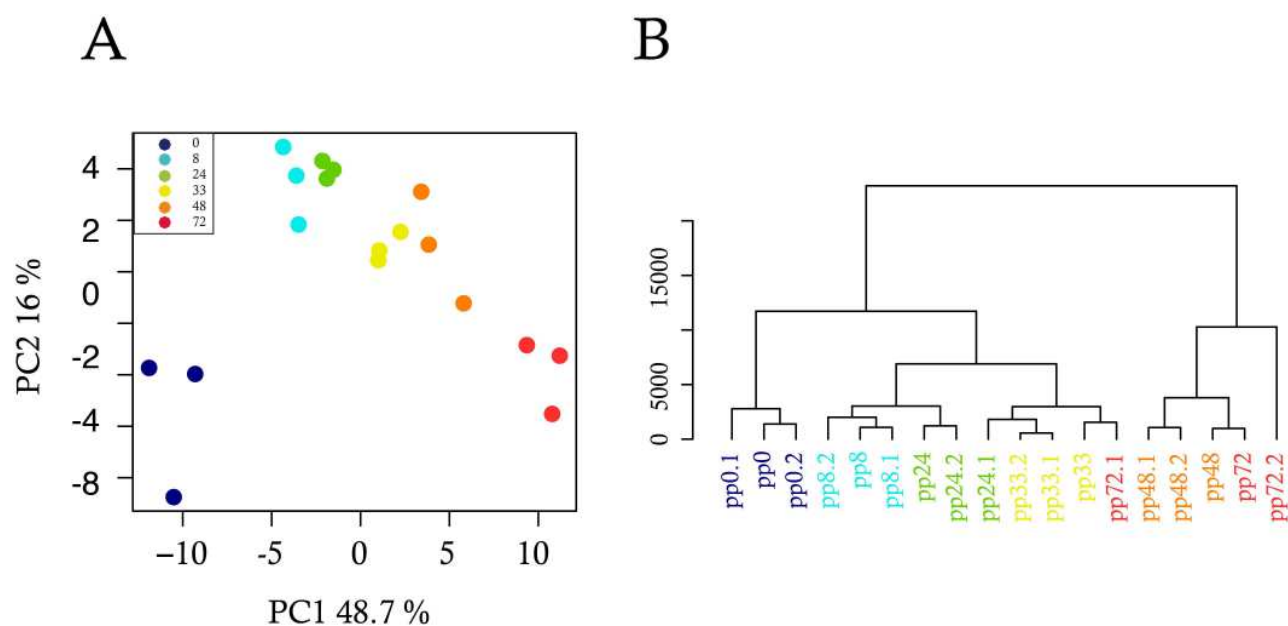 A
B
0
8
24
33
48
72
4
2
0
-2
-4
-8
PC2 16 %
−10
-5
0
5
10
PC1 48.7 %
15000
5000
0
pp0.1
pp0
pp0.2
pp8.2
pp8
pp8.1
pp24
pp24.2
pp24.1
pp33.2
pp33.1
pp33
pp72.1
pp48.1
pp48.2
pp48
pp72
pp72.2